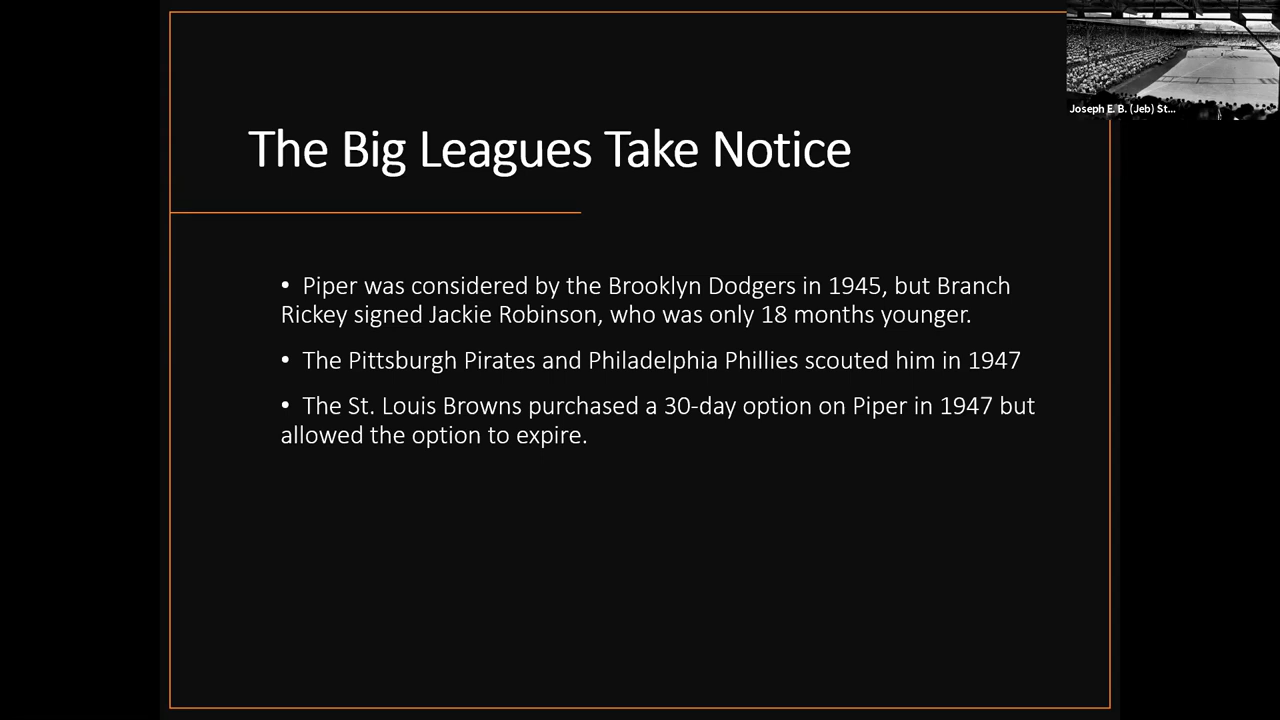 Joseph E. B. (Jeb) St...
The Big Leagues Take Notice
• Piper was considered by the Brooklyn Dodgers in 1945, but Branch
Rickey signed Jackie Robinson, who was only 18 months younger.
• The Pittsburgh Pirates and Philadelphia Phillies scouted him in 1947
• The St. Louis Browns purchased a 30-day option on Piper in 1947 but
allowed the option to expire.